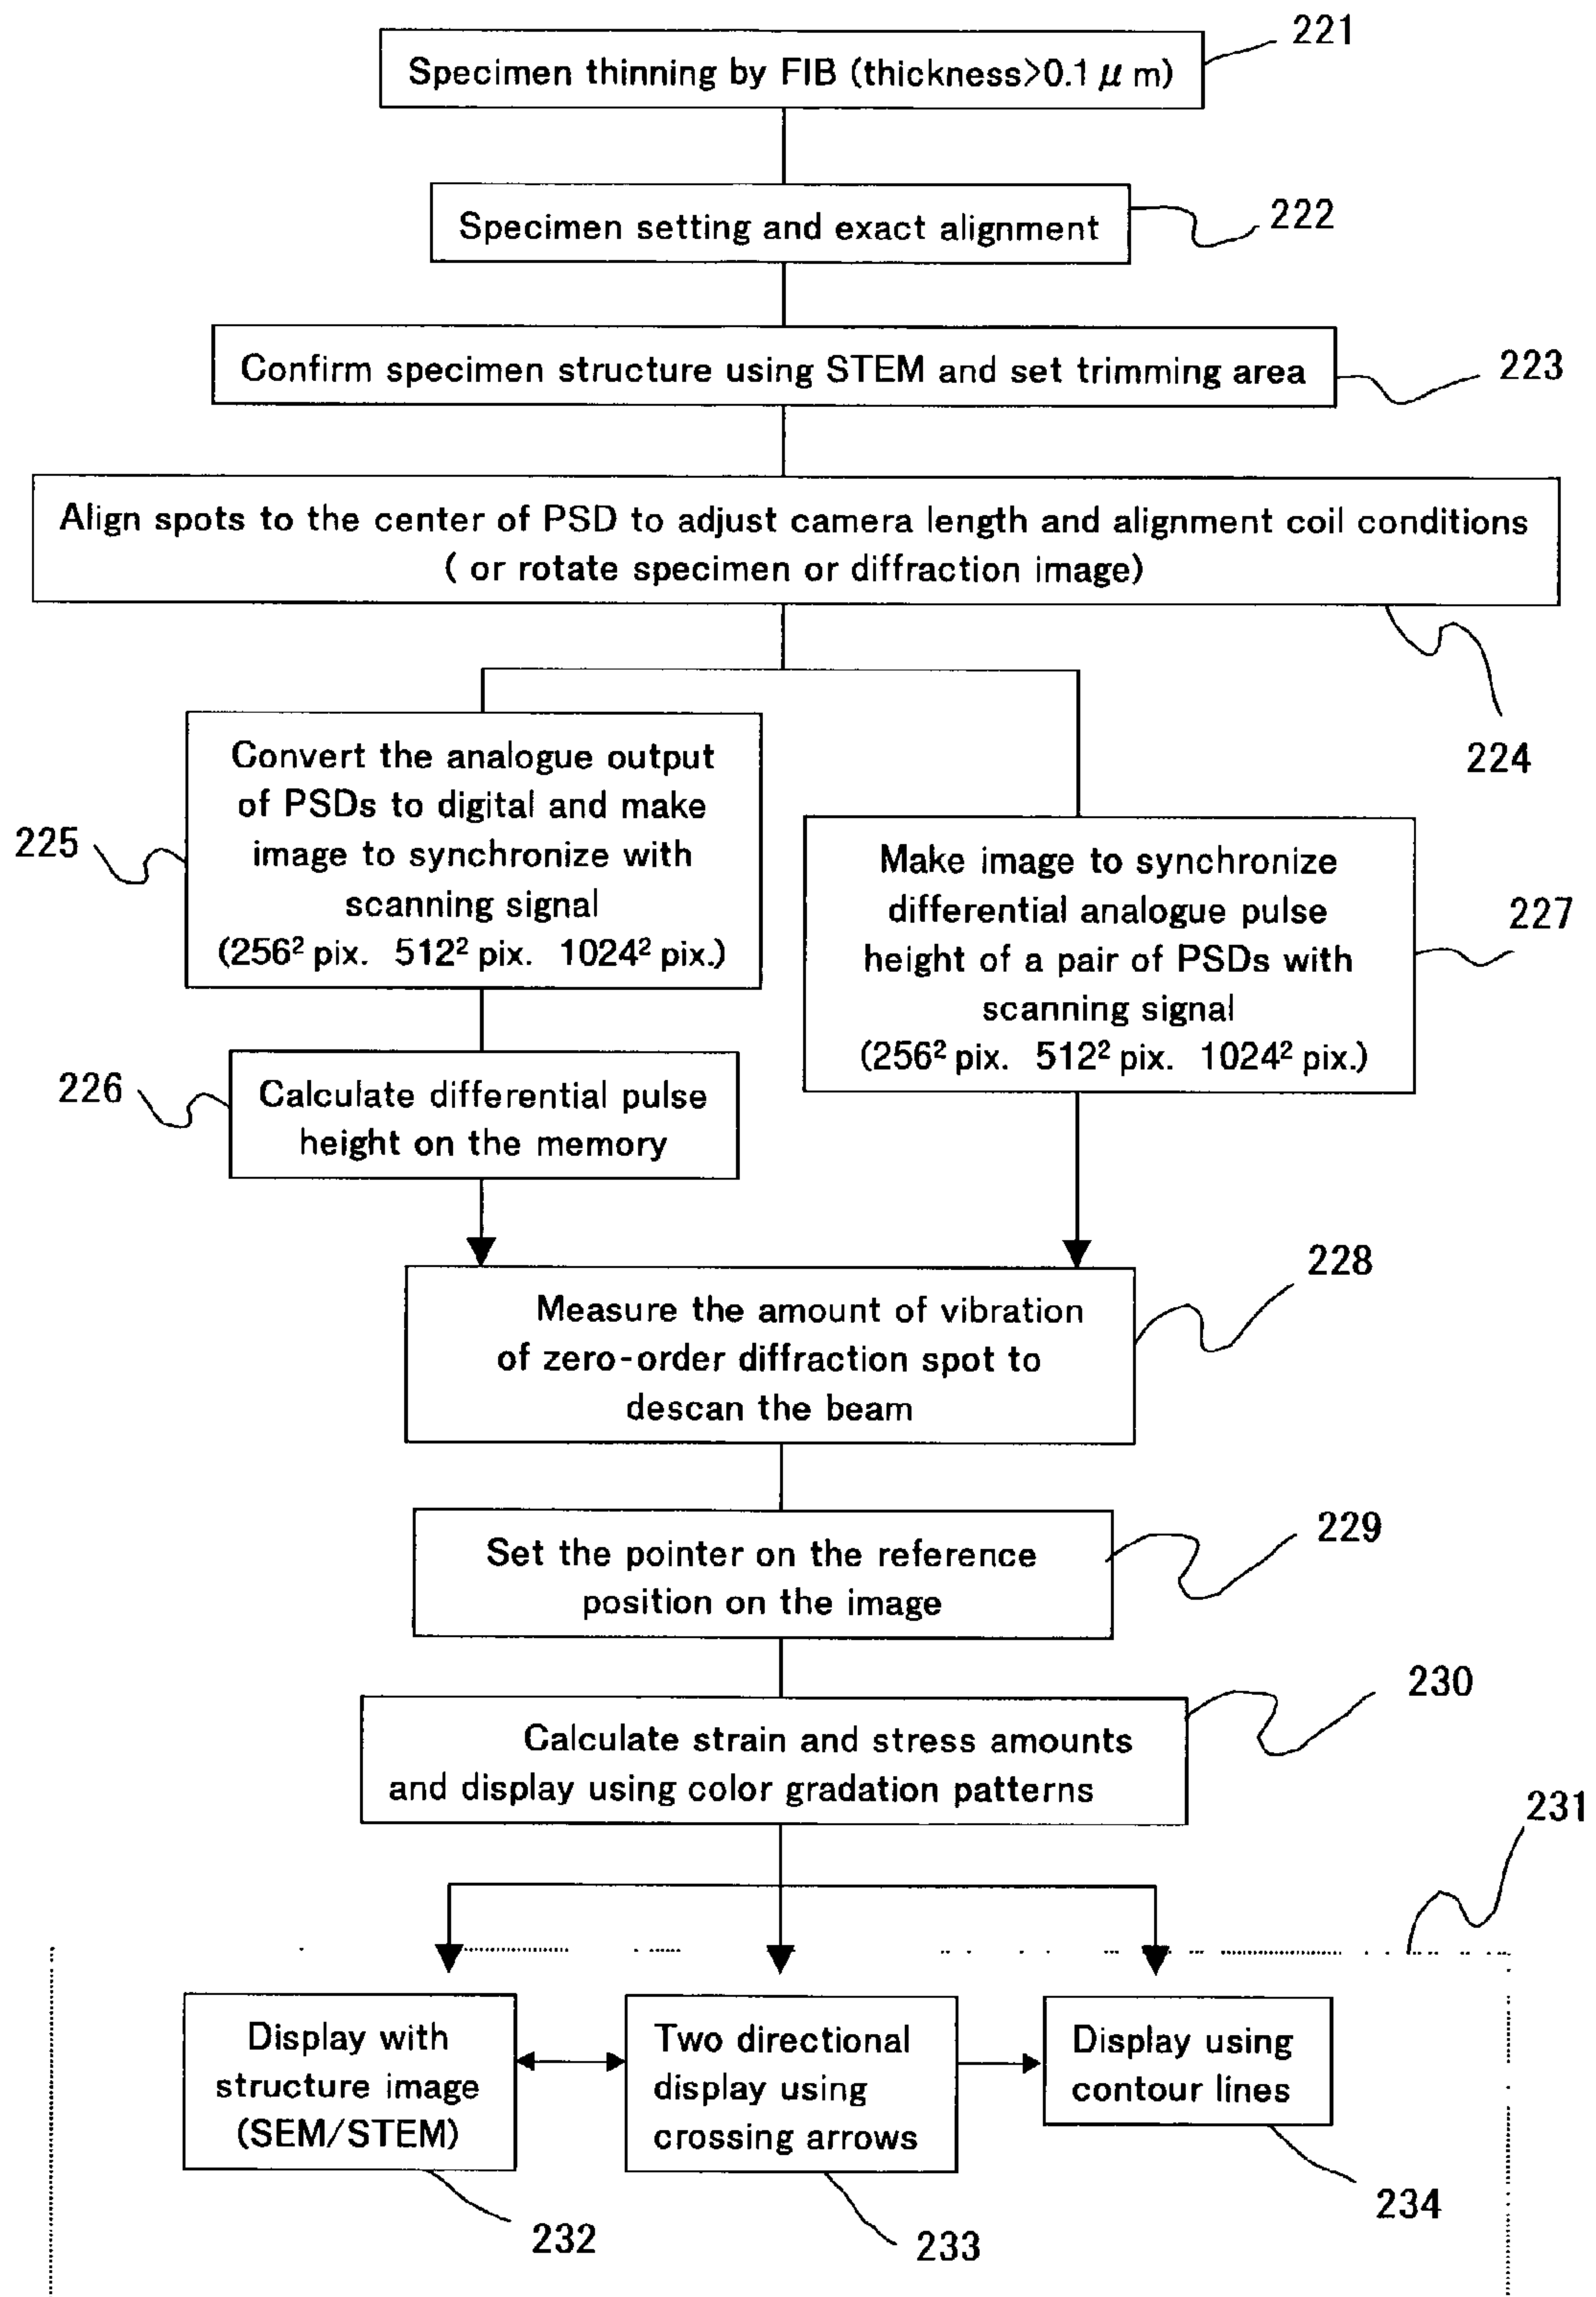 221
Specimen thinning by FIB (thickness>0.1 μ m)
222
Specimen setting and exact alignment
223
Confirm specimen structure using STEM and set trimming area
Align spots to the center of PSD to adjust camera length and alignment coil conditions
( or rotate specimen or diffraction image)
224
225
Convert the analogue output
of PSDs to digital and make
image to synchronize with
scanning signal
(256² pix. 512² pix. 1024² pix.)
227
Make image to synchronize
differential analogue pulse
height of a pair of PSDs with
scanning signal
(256² pix. 512² pix. 1024² pix.)
226
Calculate differential pulse
height on the memory
228
Measure the amount of vibration
of zero-order diffraction spot to
descan the beam
229
Set the pointer on the reference
position on the image
230
Calculate strain and stress amounts
and display using color gradation patterns
231
Display with
structure image
(SEM/STEM)
232
Two directional
display using
crossing arrows
233
Display using
contour lines
234